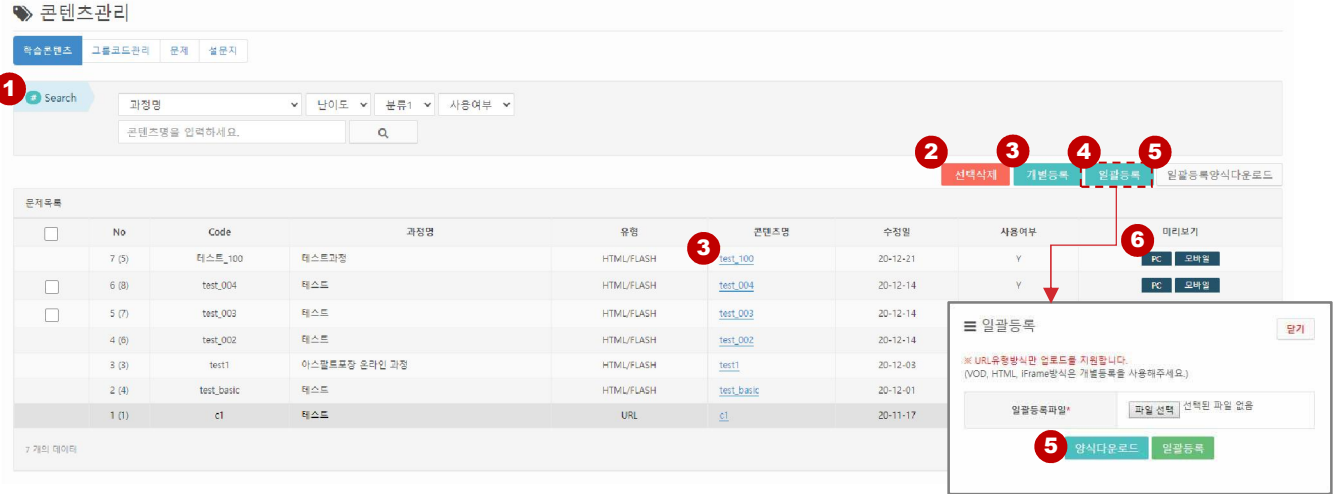 콘텐츠관리
학습콘텐츠 그룹코드관리 문제 설문지
1 # Search 과정명 난이도 분류1 사용여부
콘텐츠명을 입력하세요.
2 3 4 5
선택삭제 개별등록 일괄등록 일괄등록양식다운로드
문제목록
No Code 과정명 유형 콘텐츠명 수정일 사용여부 미리보기
3 6
7 (5) 테스트_100 테스트과정 HTML/FLASH test_100 20-12-21 Y PC 모바일
6 (8) test_004 테스트 HTML/FLASH test_004 20-12-14 Y PC 모바일
5 (7) test_003 테스트 HTML/FLASH test_003 20-12-14
4 (6) test_002 테스트 HTML/FLASH test_002 20-12-14
3 (3) test1 아스팔트포장 온라인 과정 HTML/FLASH test1 20-12-03
2 (4) test_basic 테스트 HTML/FLASH test_basic 20-12-01
1 (1) c1 테스트 URL c1 20-11-17
7 개의 데이터
일괄등록 닫기
※ URL유형방식만 업로드를 지원합니다.
(VOD, HTML, iFrame방식은 개별등록을 사용해주세요.)
일괄등록파일* 파일 선택 선택된 파일 없음
5 양식다운로드 일괄등록